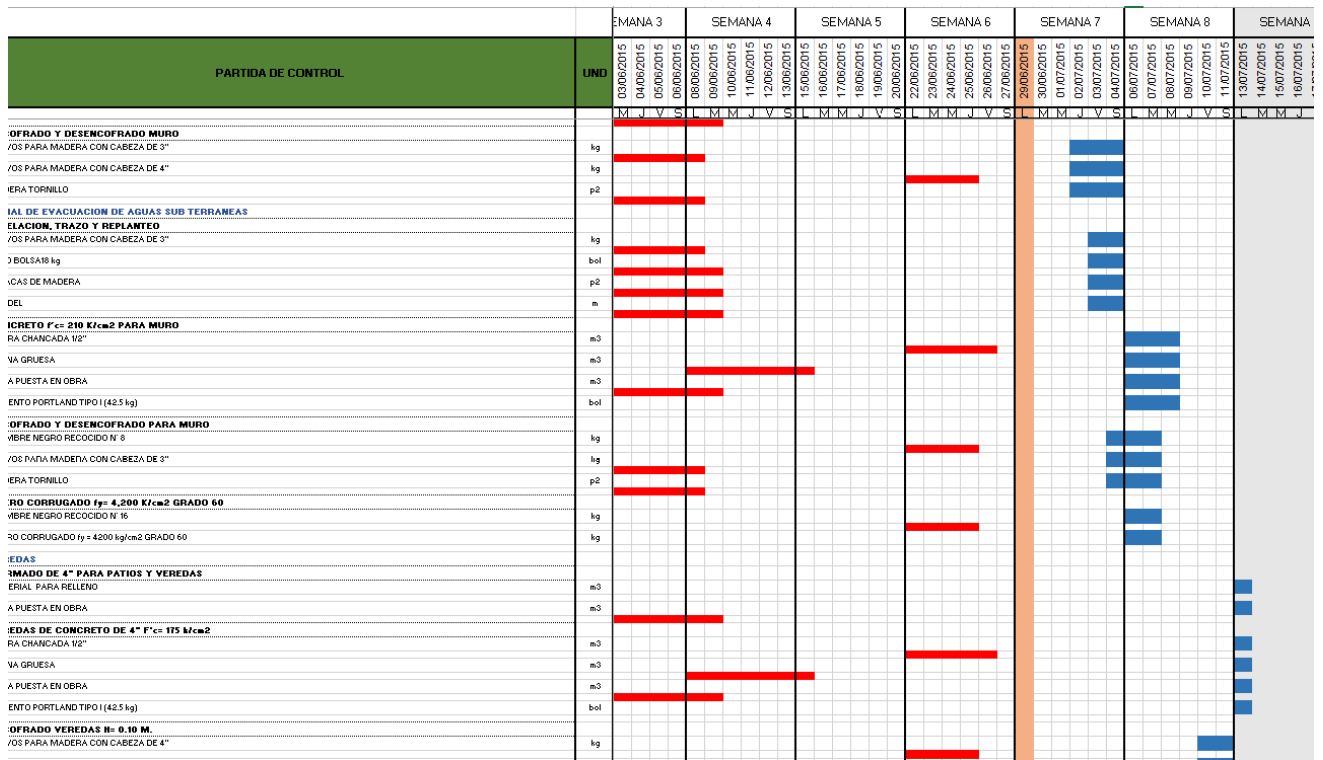 EMANA 3 SEMANA 4 SEMANA 5 SEMANA 6 SEMANA 7 SEMANA 8 SEMANA
PARTIDA DE CONTROL UND 03/06/2015 04/06/2015 05/06/2015 06/06/2015 08/06/2015 09/06/2015 10/06/2015 11/06/2015 12/06/2015 13/06/2015 15/06/2015 16/06/2015 17/06/2015 18/06/2015 19/06/2015 20/06/2015 22/06/2015 23/06/2015 24/06/2015 25/06/2015 26/06/2015 27/06/2015 29/06/2015 30/06/2015 01/07/2015 02/07/2015 03/07/2015 04/07/2015 06/07/2015 07/07/2015 08/07/2015 09/07/2015 10/07/2015 11/07/2015 13/07/2015 14/07/2015 15/07/2015 16/07/2015
M J V S L M M J V S L M M J V S L M M J V S L M M J V S L M M J V S L M M J
OFRADO Y DESENCOFRADO MURO
VOS PARA MADERA CON CABEZA DE 3" kg
VOS PARA MADERA CON CABEZA DE 4" kg
ERA TORNILLO p2
IAL DE EVACUACION DE AGUAS SUB TERRANEAS
ELACION, TRAZO Y REPLANTEO
VOS PARA MADERA CON CABEZA DE 3" kg
O BOLSA18 kg bol
ACAS DE MADERA p2
DEL m
NCRETO f'c= 210 K/cm2 PARA MURO
RA CHANCADA 1/2" m3
NA GRUESA m3
A PUESTA EN OBRA m3
ENTO PORTLAND TIPO I (42.5 kg) bol
OFRADO Y DESENCOFRADO PARA MURO
MBRE NEGRO RECOCIDO N° 8 kg
VOS PARA MADERA CON CABEZA DE 3" kg
ERA TORNILLO p2
RO CORRUGADO fy= 4,200 K/cm2 GRADO 60
MBRE NEGRO RECOCIDO N° 16 kg
RO CORRUGADO fy = 4200 kg/cm2 GRADO 60 kg
EDAS
RMADO DE 4" PARA PATIOS Y VEREDAS
ERIAL PARA RELLENO m3
A PUESTA EN OBRA m3
EDAS DE CONCRETO DE 4" F'c= 175 k/cm2
RA CHANCADA 1/2" m3
NA GRUESA m3
A PUESTA EN OBRA m3
ENTO PORTLAND TIPO I (42.5 kg) bol
OFRADO VEREDAS H= 0.10 M.
VOS PARA MADERA CON CABEZA DE 4" kg